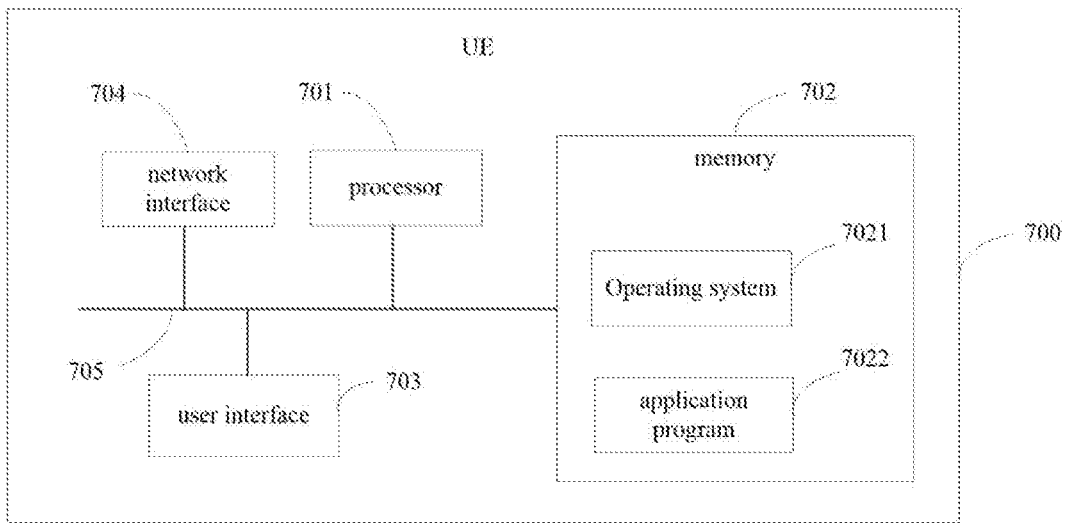 UE
704
701
702
network
interface
processor
memory
7021
700
Operating system
705
703
7022
user interface
application
program